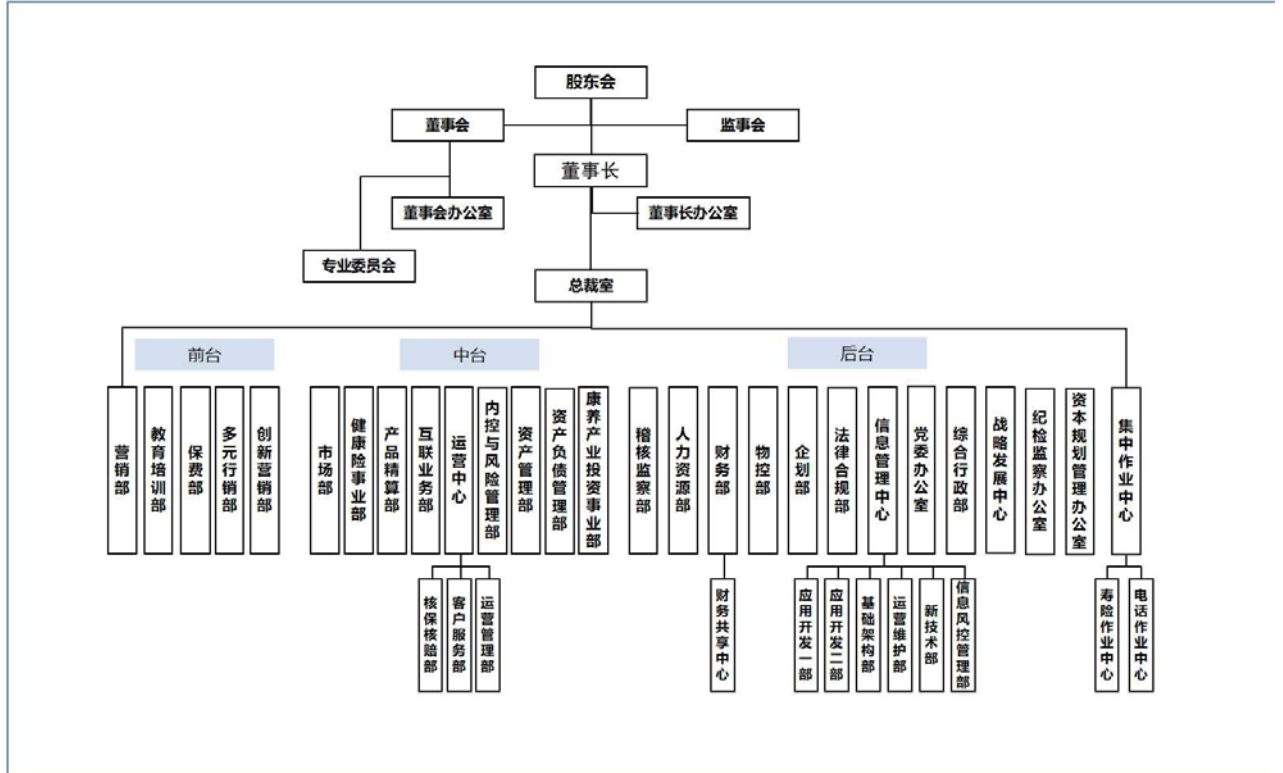 股东会
董事会
监事会
董事长
董事会办公室
董事长办公室
专业委员会
总裁室
前台
中台
后台
营销部
教育培训部
保费部
多元行销部
创新营销部
市场部
健康险事业部
产品精算部
互联业务部
运营中心
内控与风险管理部
资产管理部
资产负债管理部
康养产业投资事业部
稽核监察部
人力资源部
财务部
物控部
企划部
法律合规部
信息管理中心
党委办公室
综合行政部
战略发展中心
纪检监察办公室
资本规划管理办公室
集中作业中心
核保核赔部
客户服务部
运营管理部
财务共享中心
应用开发一部
应用开发二部
基础架构部
运营维护部
新技术部
信息风控管理部
寿险作业中心
电话作业中心